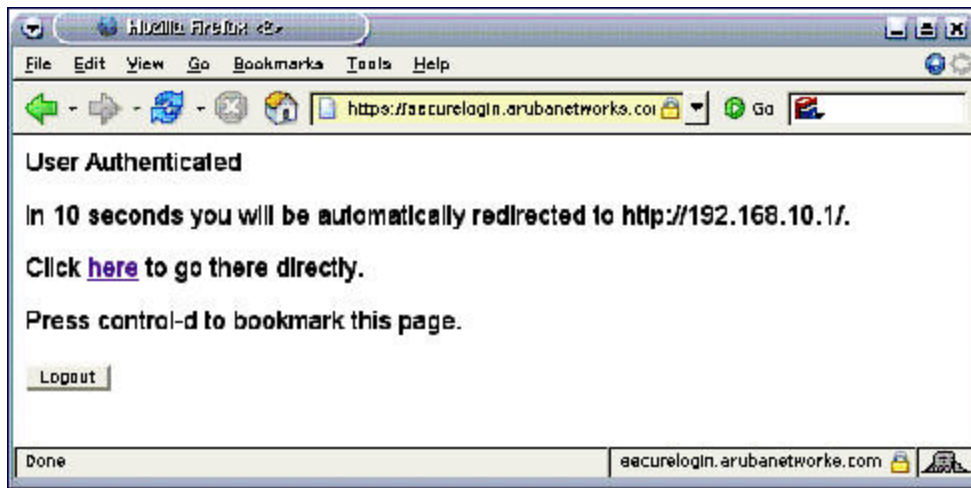 Mozilla Firefox <2>
File Edit View Go Bookmarks Tools Help
https://securelogin.arubanetworks.co
Go
User Authenticated
In 10 seconds you will be automatically redirected to http://192.168.10.1/.
Click here to go there directly.
Press control-d to bookmark this page.
Logout
Done
securelogin.arubanetworks.com